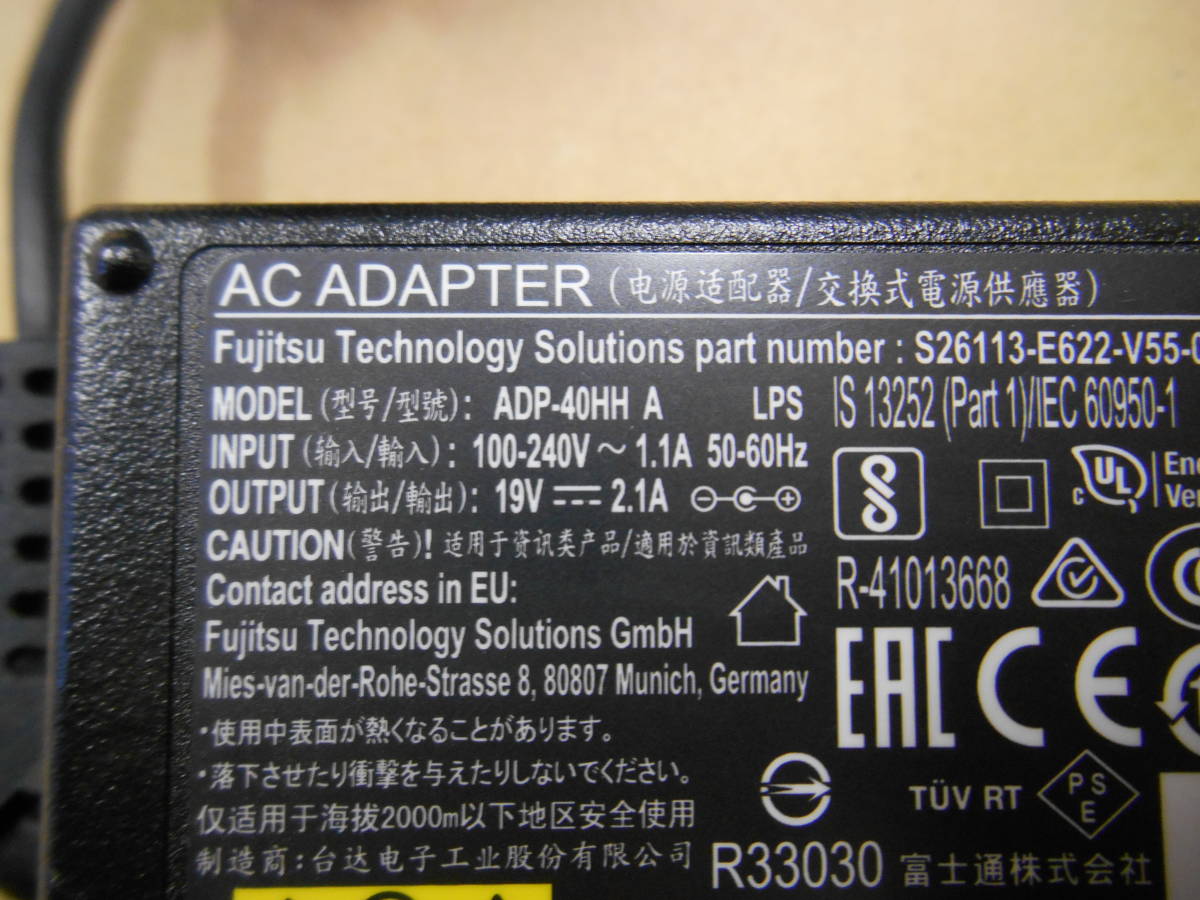 AC ADAPTER (电源适配器/交換式電源供應器)
Fujitsu Technology Solutions part number : S26113-E622-V55-
MODEL (型号/型號): ADP-40HH A LPS
IS 13252 (Part 1)/IEC 60950-1
INPUT (输入/輸入) : 100-240V ～ 1.1A 50-60Hz
OUTPUT (输出/輸出): 19V ⎓ 2.1A
c UL
CAUTION (警告)! 适用于资讯类产品/適用於資訊類產品
R-41013668
Contact address in EU:
Fujitsu Technology Solutions GmbH
Mies-van-der-Rohe-Strasse 8, 80807 Munich, Germany
EAC CE
・使用中表面が熱くなることがあります。
・落下させたり衝撃を与えたりしないでください。
TÜV RT
PSE
仅适用于海拔2000m以下地区安全使用
制造商:台达电子工业股份有限公司
R33030 富士通株式会社